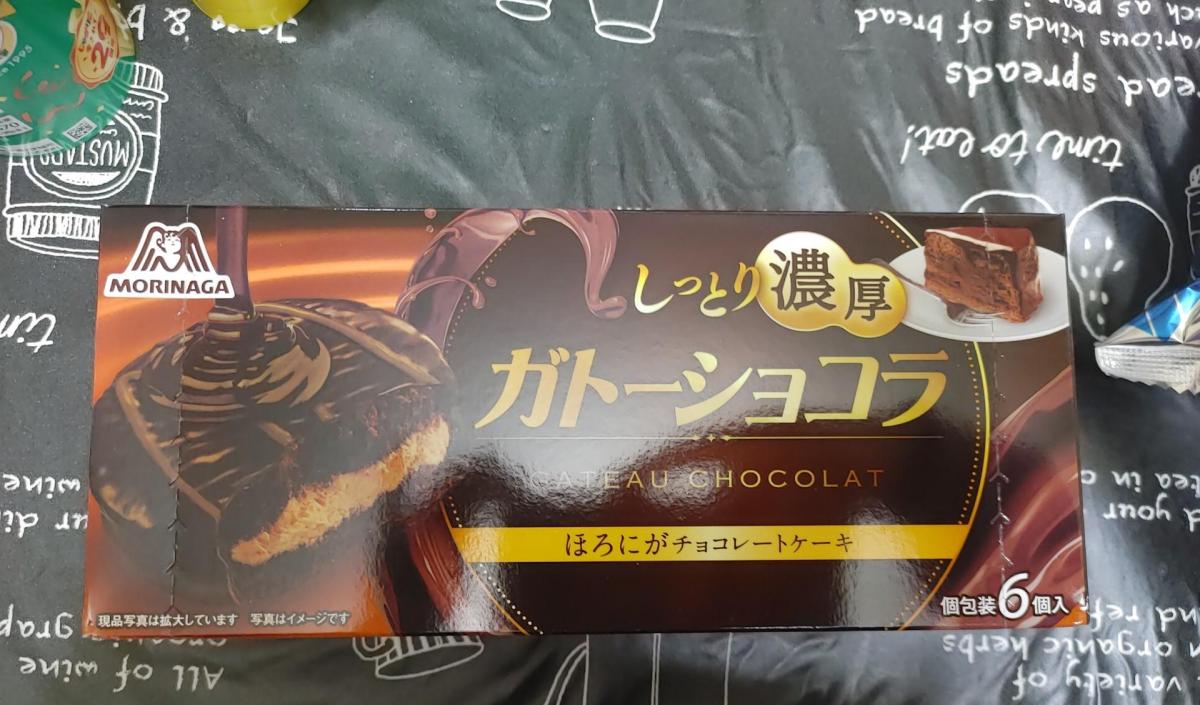 MORINAGA
しっとり濃厚
ガトーショコラ
GATEAU CHOCOLAT
ほろにがチョコレートケーキ
現品写真は拡大しています 写真はイメージです
個包装6個入
various kinds of bread
bread spreads
time to eat!
MUSTARD
ALL of wine
organic herbs
variety of